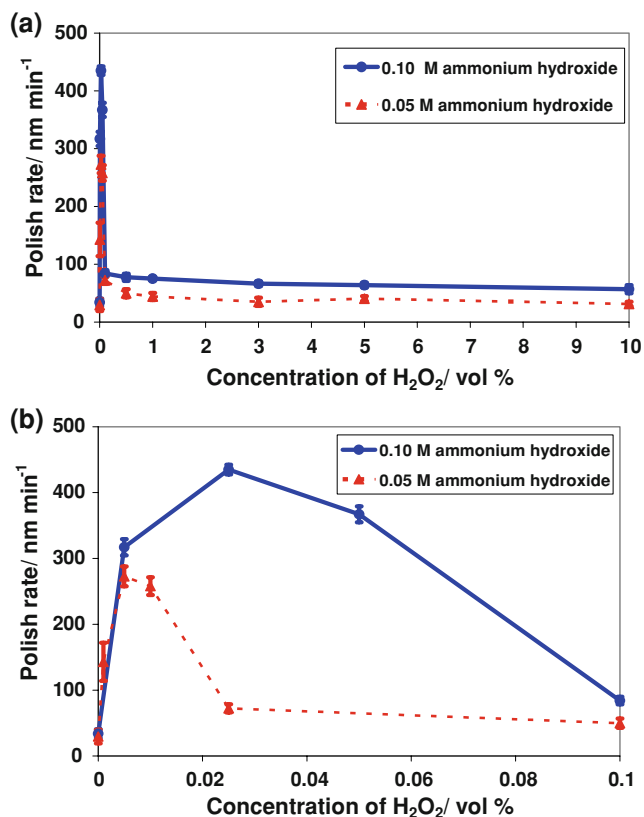 (a)
500
400
300
200
100
0
Polish rate/ nm min⁻¹
0.10 M ammonium hydroxide
0.05 M ammonium hydroxide
0 1 2 3 4 5 6 7 8 9 10
Concentration of H₂O₂/ vol %
(b)
500
400
300
200
100
0
Polish rate/ nm min⁻¹
0.10 M ammonium hydroxide
0.05 M ammonium hydroxide
0 0.02 0.04 0.06 0.08 0.1
Concentration of H₂O₂/ vol %